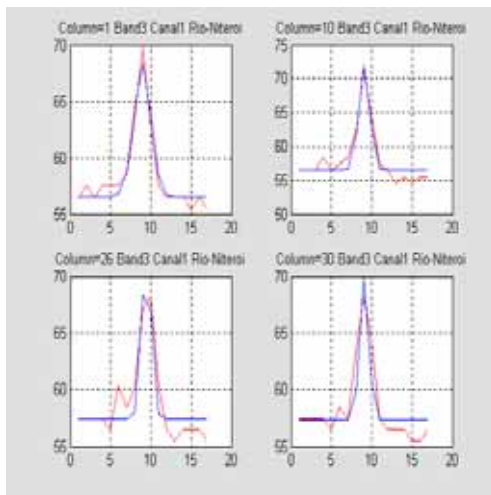 Column=1 Band3 Canal1 Rio-Niteroi
70
65
60
55
0 5 10 15 20
Column=10 Band3 Canal1 Rio-Niteroi
75
70
65
60
55
50
0 5 10 15 20
Column=26 Band3 Canal1 Rio-Niteroi
70
65
60
55
0 5 10 15 20
Column=30 Band3 Canal1 Rio-Niteroi
70
65
60
55
0 5 10 15 20